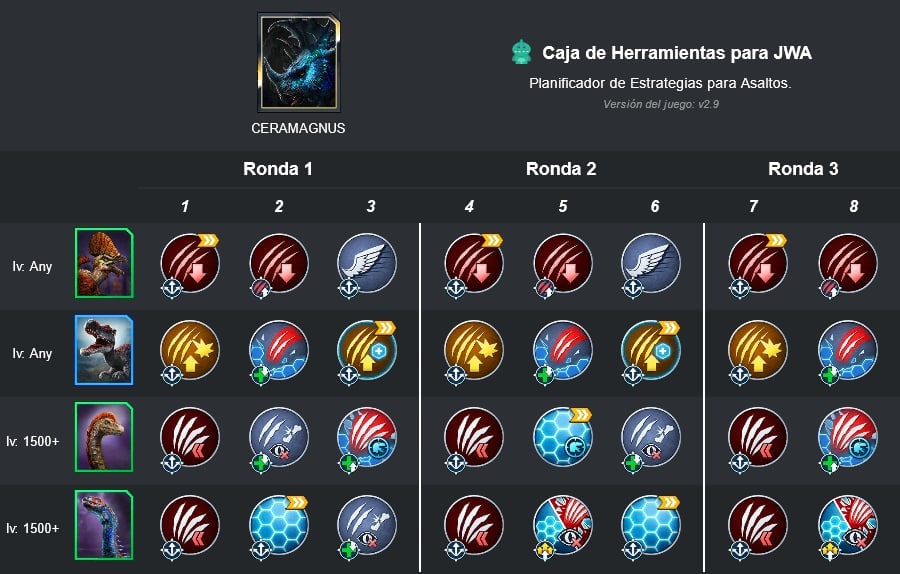 Caja de Herramientas para JWA
Planificador de Estrategias para Asaltos.
Versión del juego: v2.9
CERAMAGNUS
Ronda 1 Ronda 2 Ronda 3
1 2 3 4 5 6 7 8
lv: Any
lv: Any
lv: 1500+
lv: 1500+